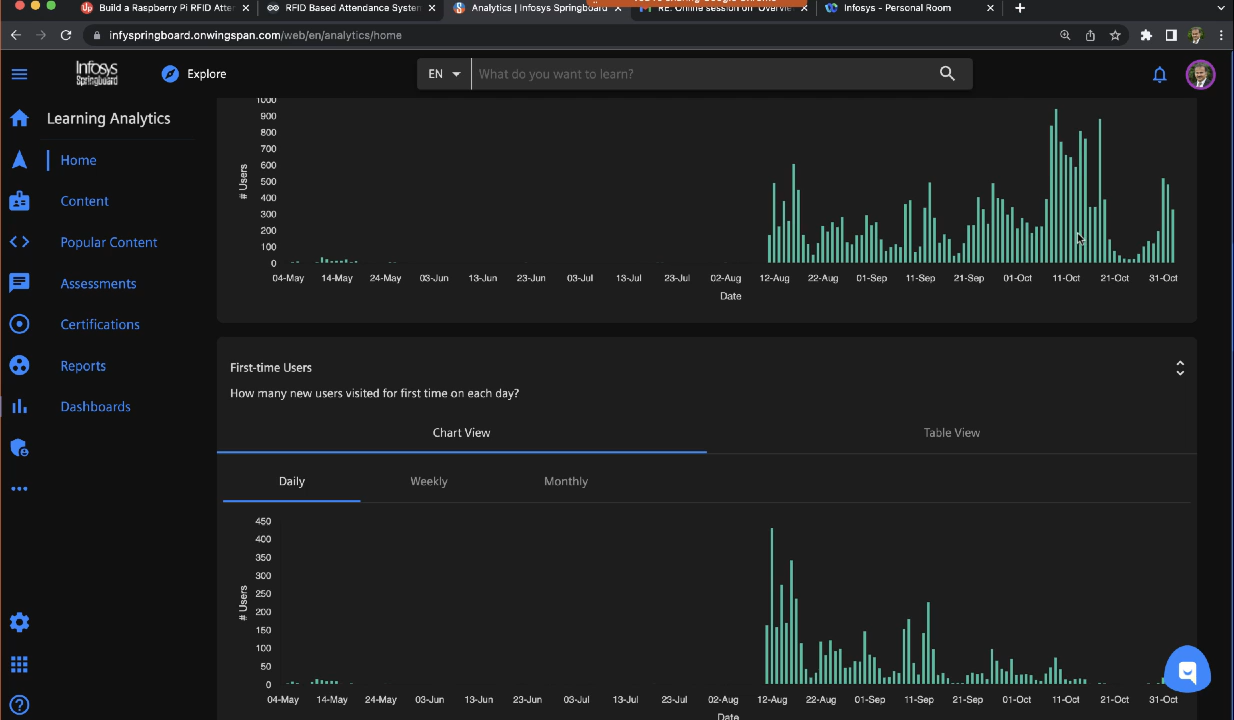 You're sharing Google Chrome
Build a Raspberry Pi RFID Atten
RFID Based Attendance System
Analytics | Infosys Springboard
RE: Online session on "Overvie
Infosys - Personal Room
infyspringboard.onwingspan.com/web/en/analytics/home
Infosys
Springboard
Explore
EN
What do you want to learn?
Learning Analytics
Home
Content
Popular Content
Assessments
Certifications
Reports
Dashboards
# Users
1000
900
800
700
600
500
400
300
200
100
0
04-May 14-May 24-May 03-Jun 13-Jun 23-Jun 03-Jul 13-Jul 23-Jul 02-Aug 12-Aug 22-Aug 01-Sep 11-Sep 21-Sep 01-Oct 11-Oct 21-Oct 31-Oct
Date
First-time Users
How many new users visited for first time on each day?
Chart View Table View
Daily Weekly Monthly
# Users
450
400
350
300
250
200
150
100
50
0
04-May 14-May 24-May 03-Jun 13-Jun 23-Jun 03-Jul 13-Jul 23-Jul 02-Aug 12-Aug 22-Aug 01-Sep 11-Sep 21-Sep 01-Oct 11-Oct 21-Oct 31-Oct
Date